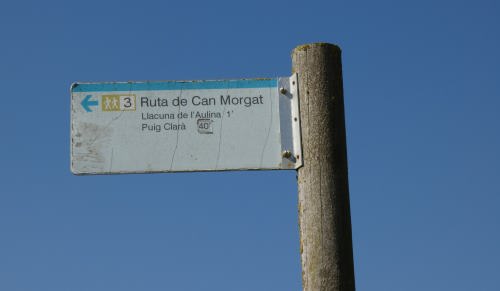 3 Ruta de Can Morgat
Llacuna de l'Aulina 1'
Puig Clarà 40'